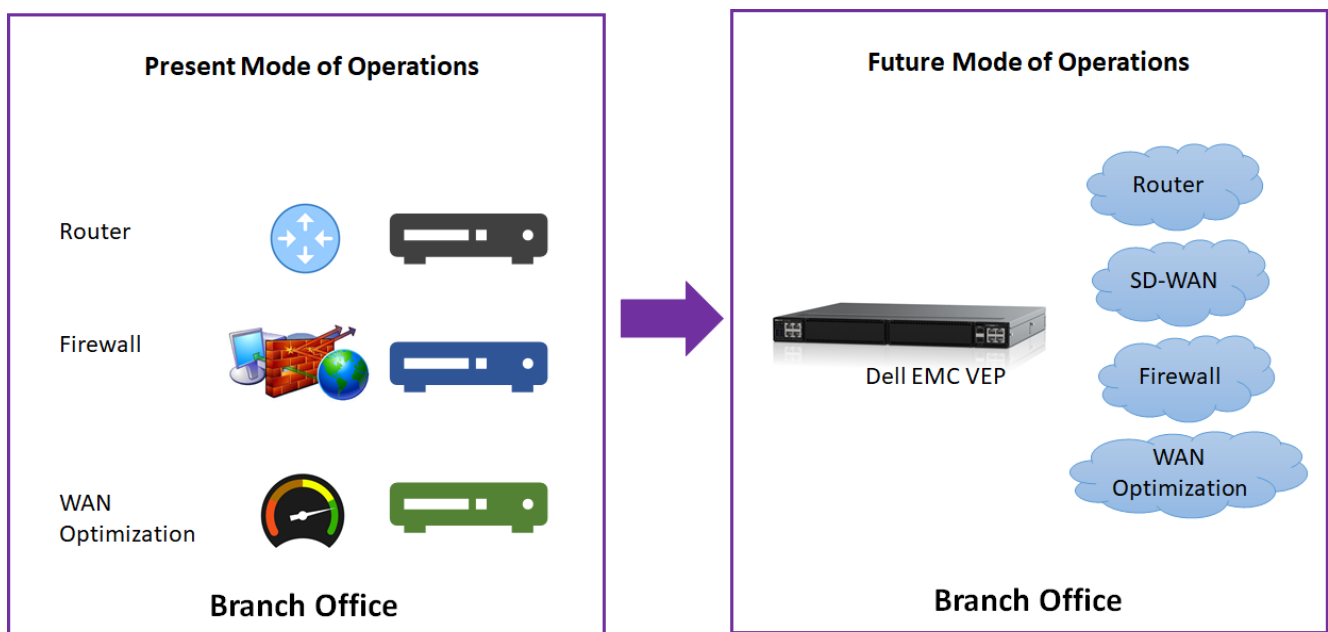 Present Mode of Operations
Router
Firewall
WAN
Optimization
Branch Office
Future Mode of Operations
Router
SD-WAN
Firewall
WAN
Optimization
Dell EMC VEP
Branch Office